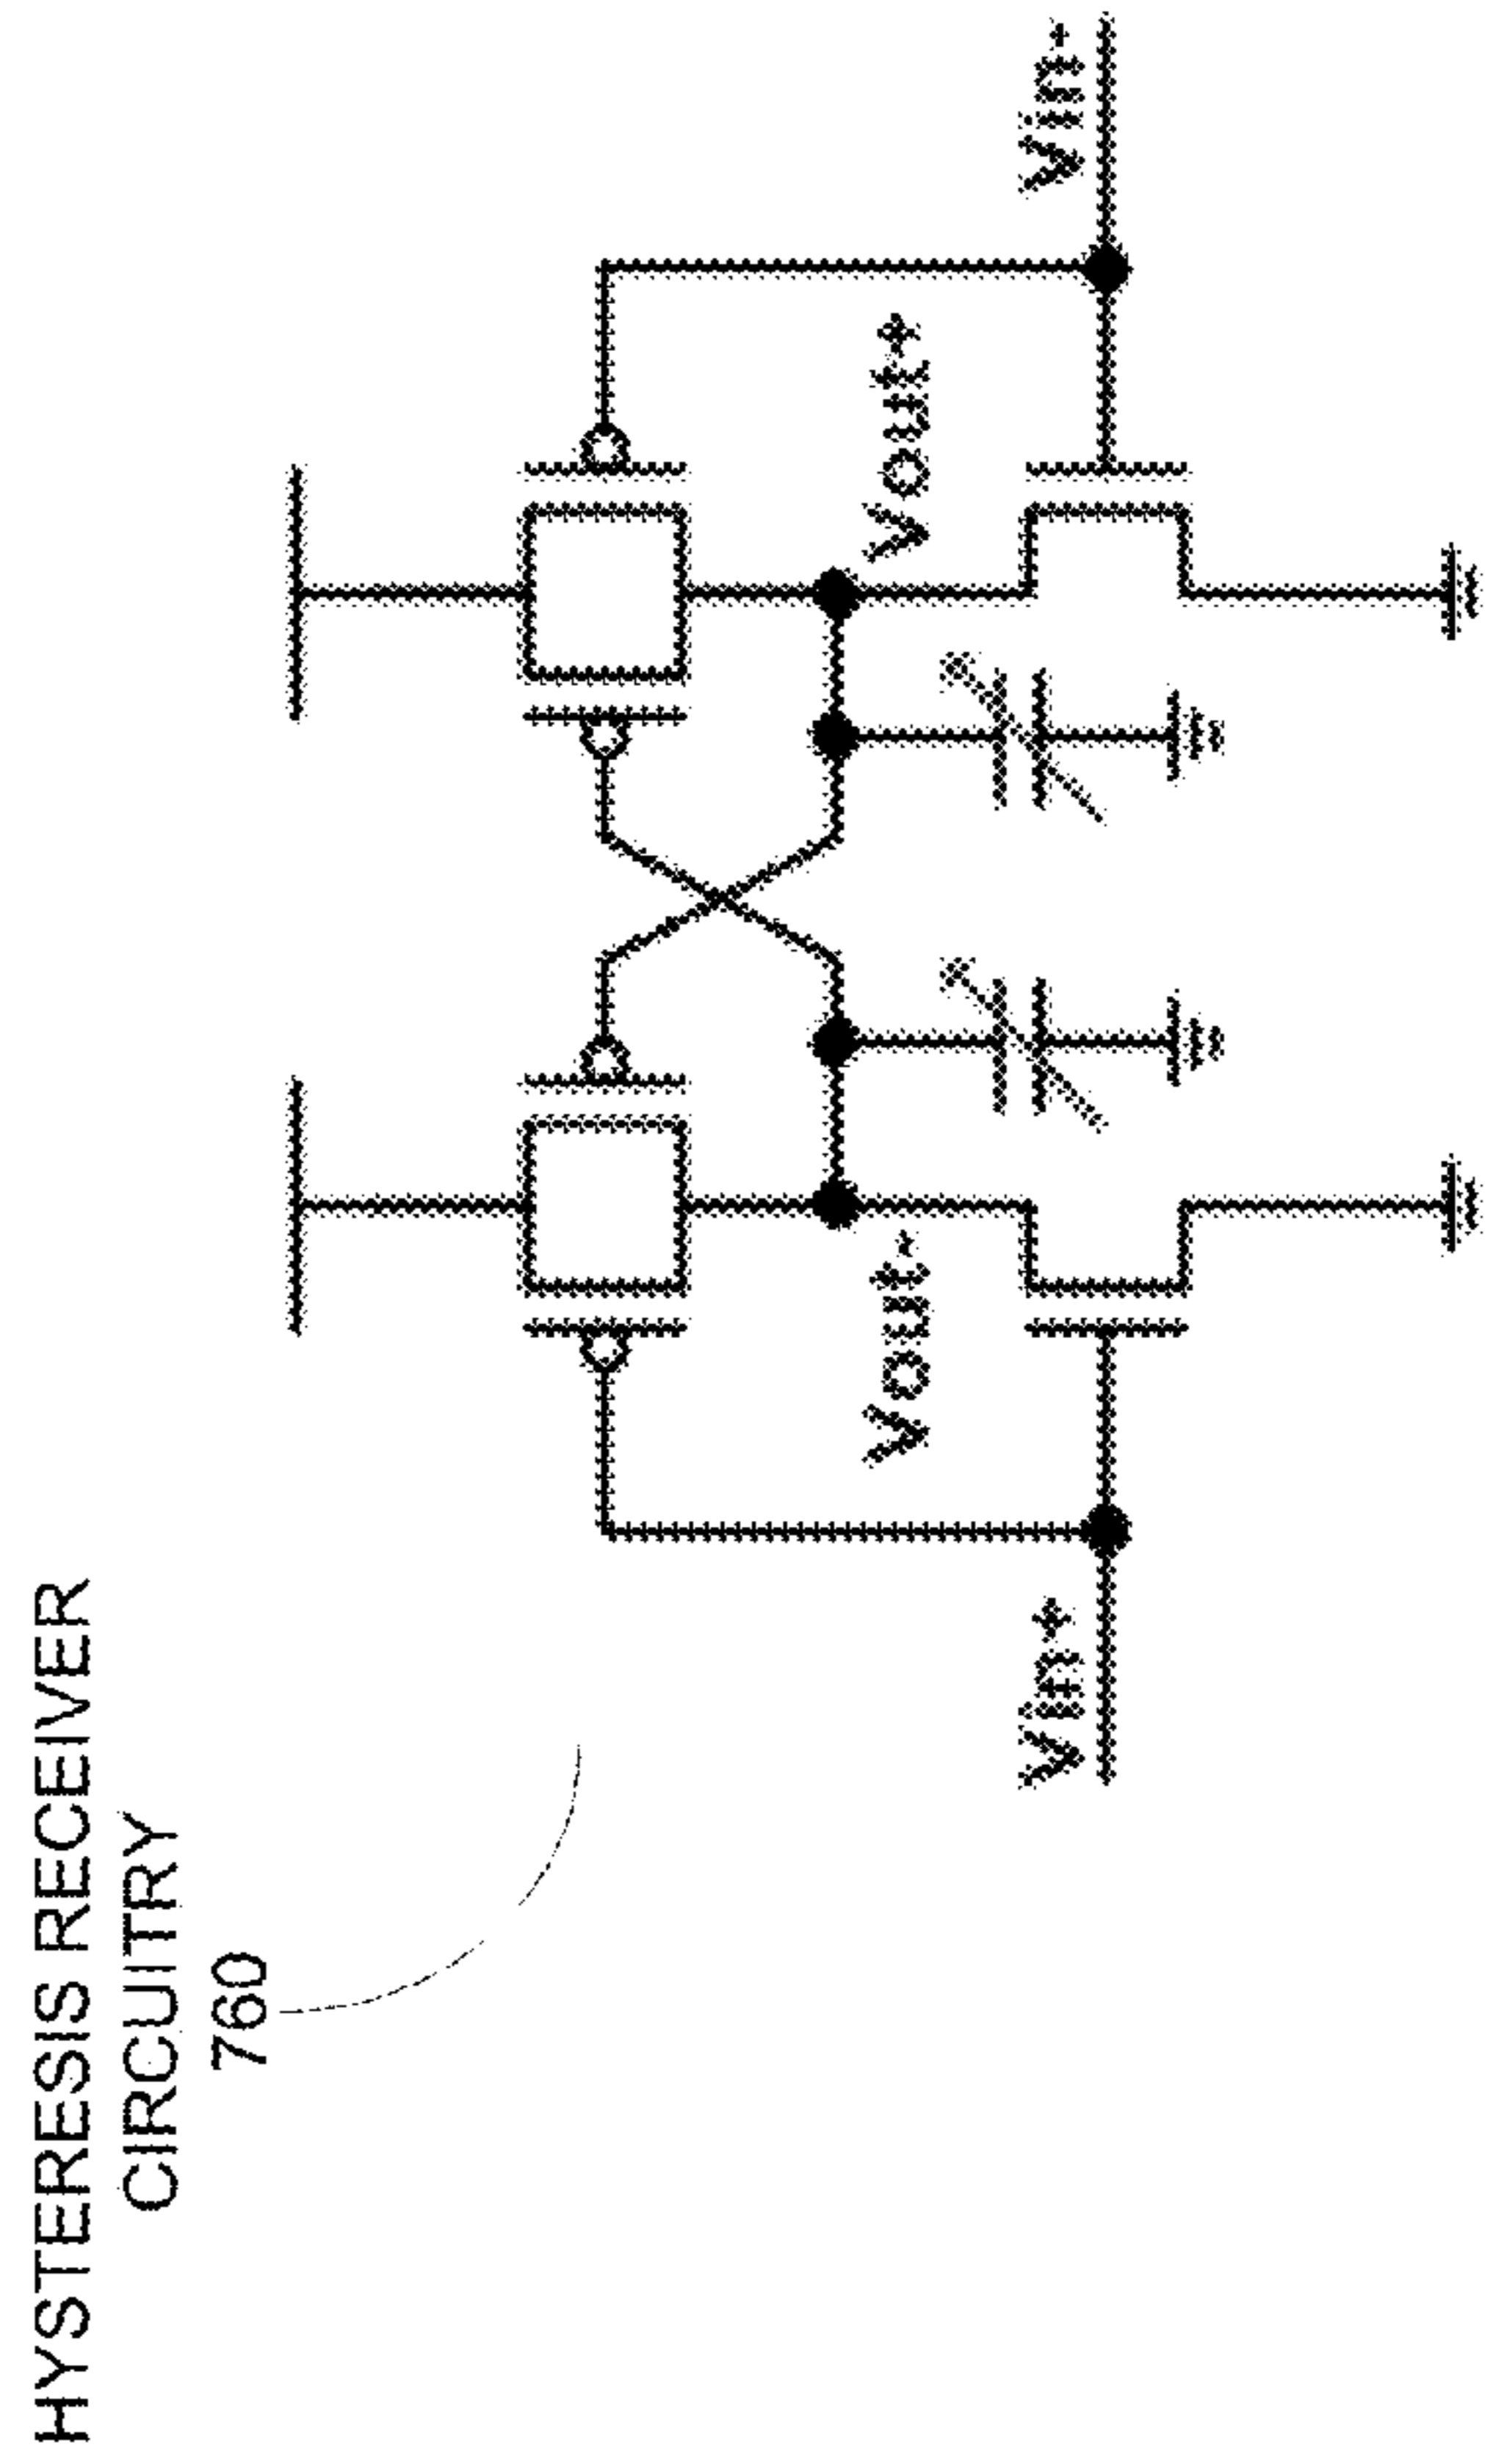 HYSTERESIS RECEIVER
CIRCUITRY
760
Vin+
Vout-
Vout+
Vin-